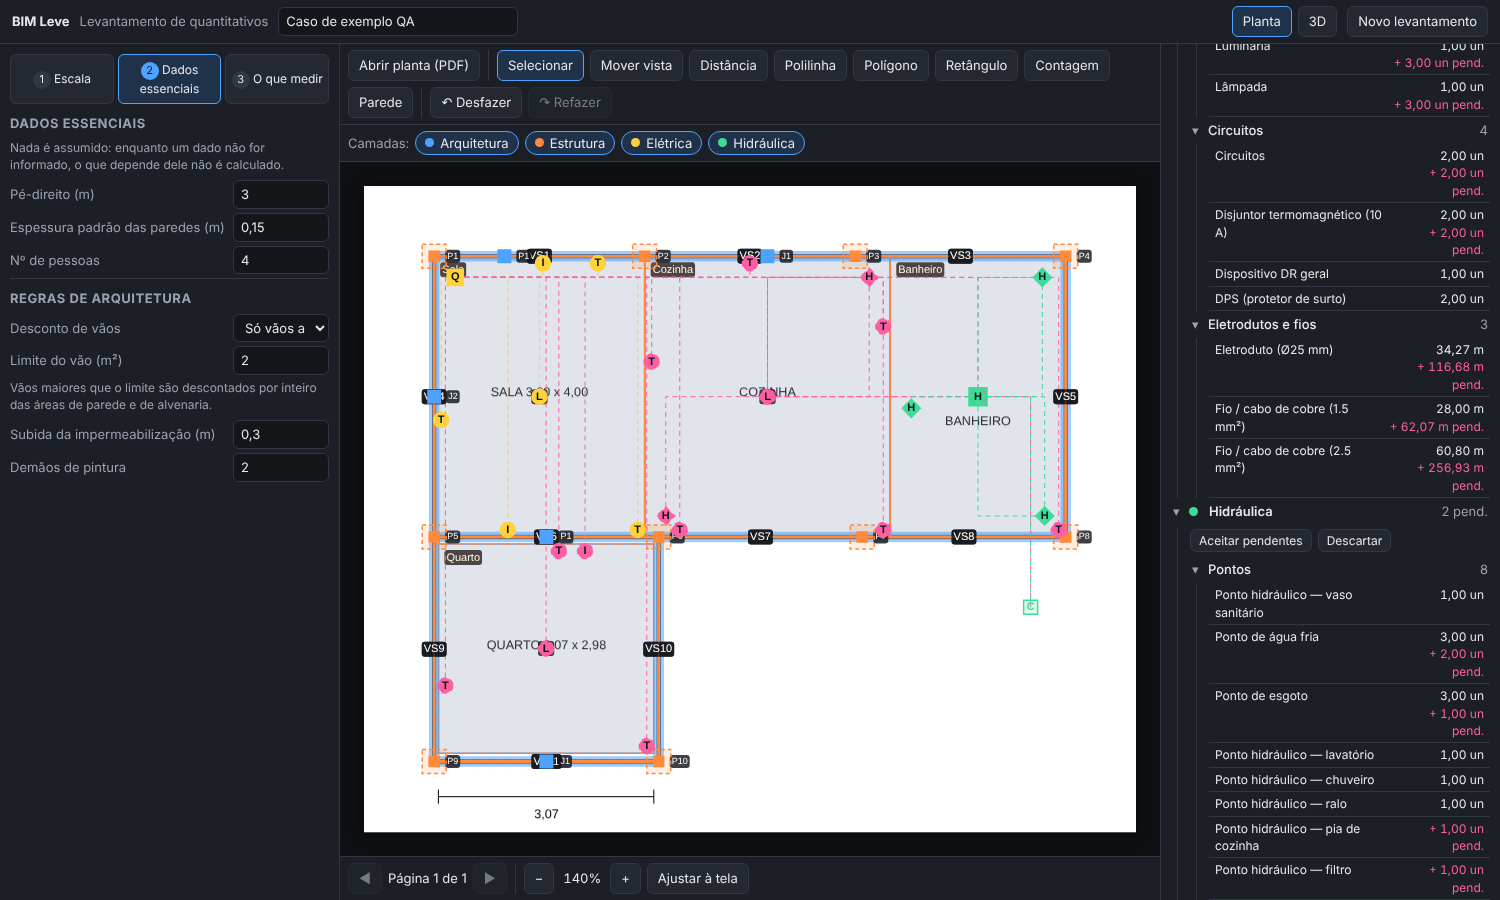 BIM Leve Levantamento de quantitativos Caso de exemplo QA Planta 3D Novo levantamento
1 Escala
2 Dados essenciais
3 O que medir
DADOS ESSENCIAIS
Nada é assumido: enquanto um dado não for
informado, o que depende dele não é calculado.
Pé-direito (m) 3
Espessura padrão das paredes (m) 0,15
Nº de pessoas 4
REGRAS DE ARQUITETURA
Desconto de vãos Só vãos a
Limite do vão (m²) 2
Vãos maiores que o limite são descontados por inteiro
das áreas de parede e de alvenaria.
Subida da impermeabilização (m) 0,3
Demãos de pintura 2
Abrir planta (PDF) Selecionar Mover vista Distância Polilinha Polígono Retângulo Contagem
Parede ↶ Desfazer ↷ Refazer
Camadas: Arquitetura Estrutura Elétrica Hidráulica
P1 P1 I T P2 VS2 T J1 P3 VS3 P4
Q Cozinha H Banheiro H
T
T
J2 SALA 3,00 x 4,00 L COZINHA L H VS5
T H BANHEIRO
H H
P5 I P1 T T VS7 T VS8 T P8
Quarto T I
₵
VS9 QUARTO L 07 x 2,98 VS10
T
T
P9 J1 P10
3,07
◀ Página 1 de 1 ▶ − 140% + Ajustar à tela
Luminária 1,00 un
+ 3,00 un pend.
Lâmpada 1,00 un
+ 3,00 un pend.
▼ Circuitos 4
Circuitos 2,00 un
+ 2,00 un
pend.
Disjuntor termomagnético (10 2,00 un
A) + 2,00 un
pend.
Dispositivo DR geral 1,00 un
DPS (protetor de surto) 2,00 un
▼ Eletrodutos e fios 3
Eletroduto (Ø25 mm) 34,27 m
+ 116,68 m
pend.
Fio / cabo de cobre (1.5 28,00 m
mm²) + 62,07 m pend.
Fio / cabo de cobre (2.5 60,80 m
mm²) + 256,93 m
pend.
▼ Hidráulica 2 pend.
Aceitar pendentes Descartar
▼ Pontos 8
Ponto hidráulico — vaso 1,00 un
sanitário
Ponto de água fria 3,00 un
+ 2,00 un
pend.
Ponto de esgoto 3,00 un
+ 1,00 un
pend.
Ponto hidráulico — lavatório 1,00 un
Ponto hidráulico — chuveiro 1,00 un
Ponto hidráulico — ralo 1,00 un
Ponto hidráulico — pia de + 1,00 un
cozinha pend.
Ponto hidráulico — filtro + 1,00 un
pend.